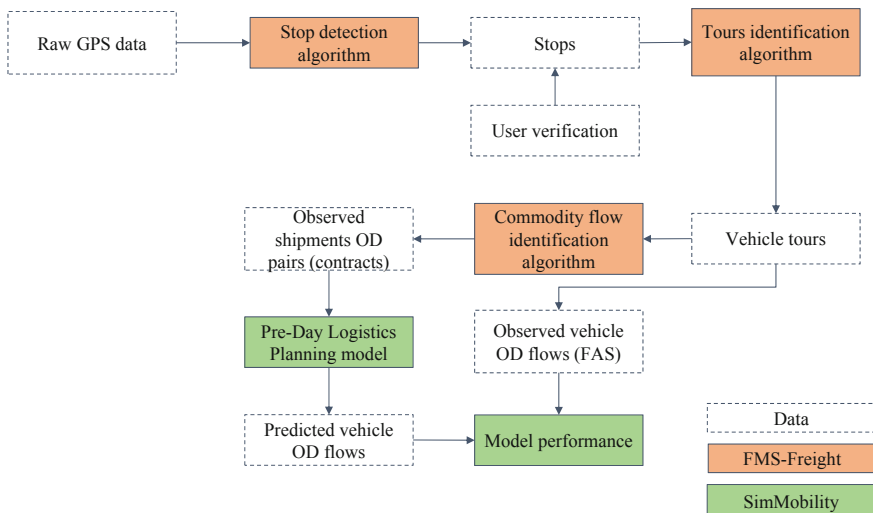 Raw GPS data
Stop detection
algorithm
Stops
Tours identification
algorithm
User verification
Observed
shipments OD
pairs (contracts)
Commodity flow
identification
algorithm
Vehicle tours
Pre-Day Logistics
Planning model
Observed vehicle
OD flows (FAS)
Predicted vehicle
OD flows
Model performance
Data
FMS-Freight
SimMobility